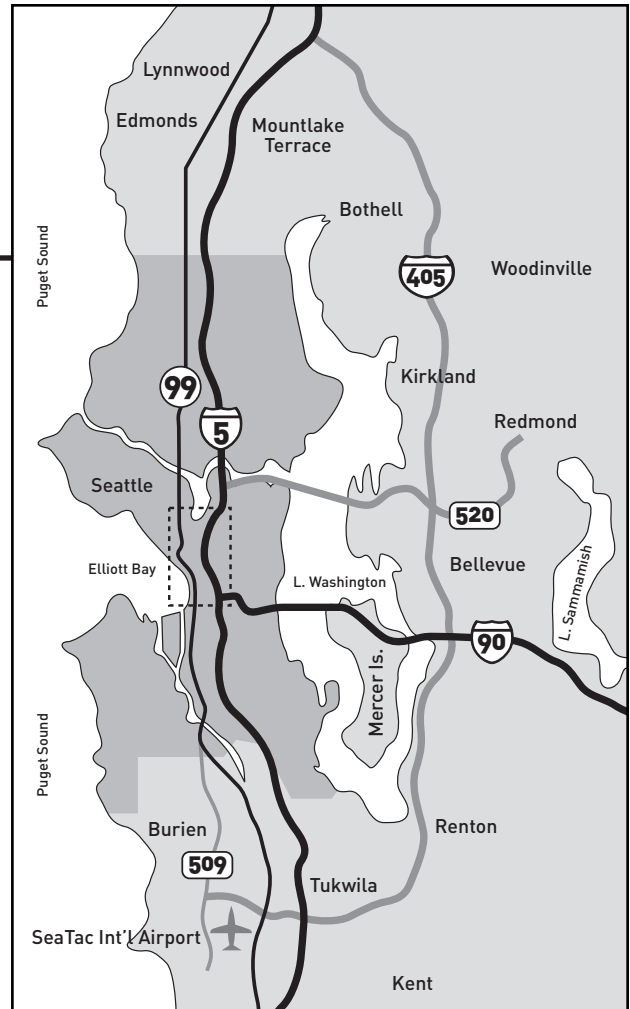 Lynnwood
Edmonds
Mountlake
Terrace
Bothell
Puget Sound
405
Woodinville
Kirkland
99
Redmond
5
Seattle
520
Elliott Bay
Bellevue
L. Washington
L. Sammamish
90
Mercer Is.
Puget Sound
Burien
Renton
509
Tukwila
SeaTac Int'l Airport
Kent